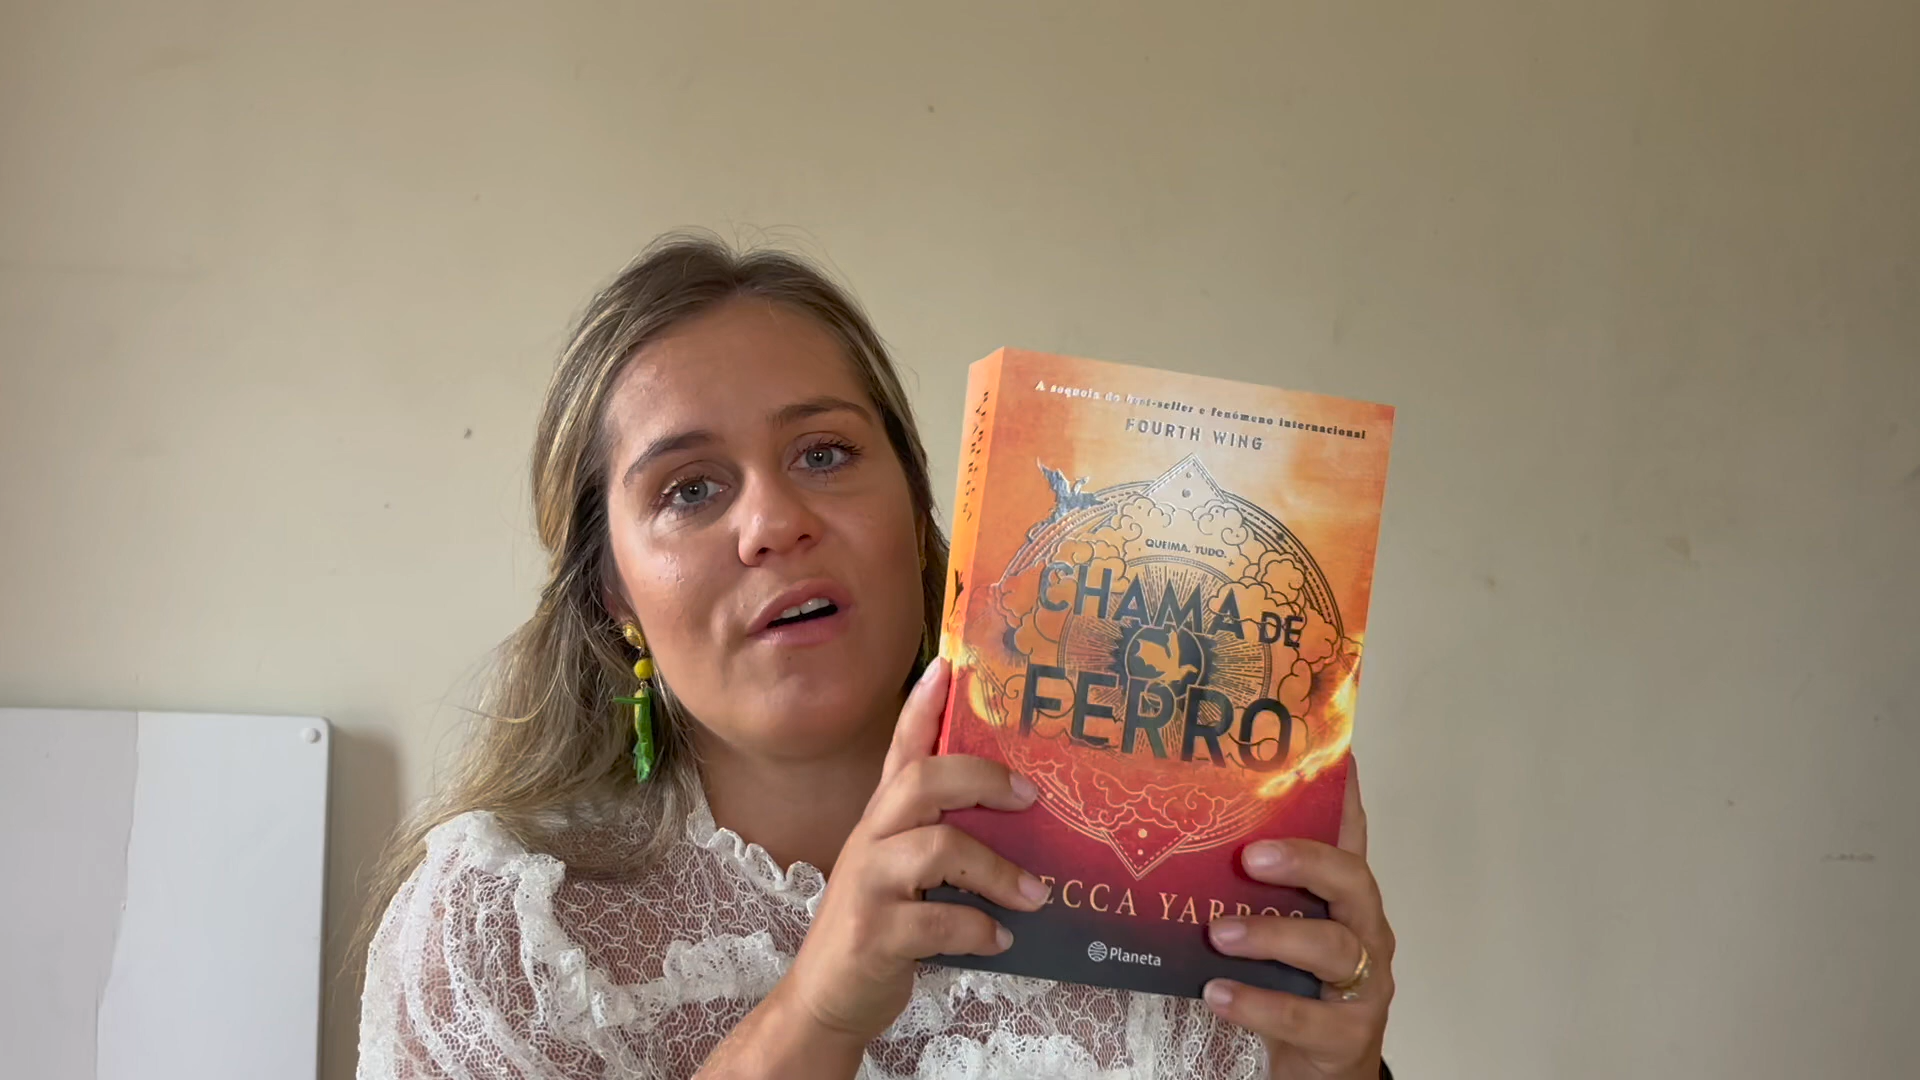 A sequela do best-seller e fenómeno internacional
FOURTH WING
QUEIMA. TUDO.
CHAMA DE
FERRO
ECCA YARROS
Planeta